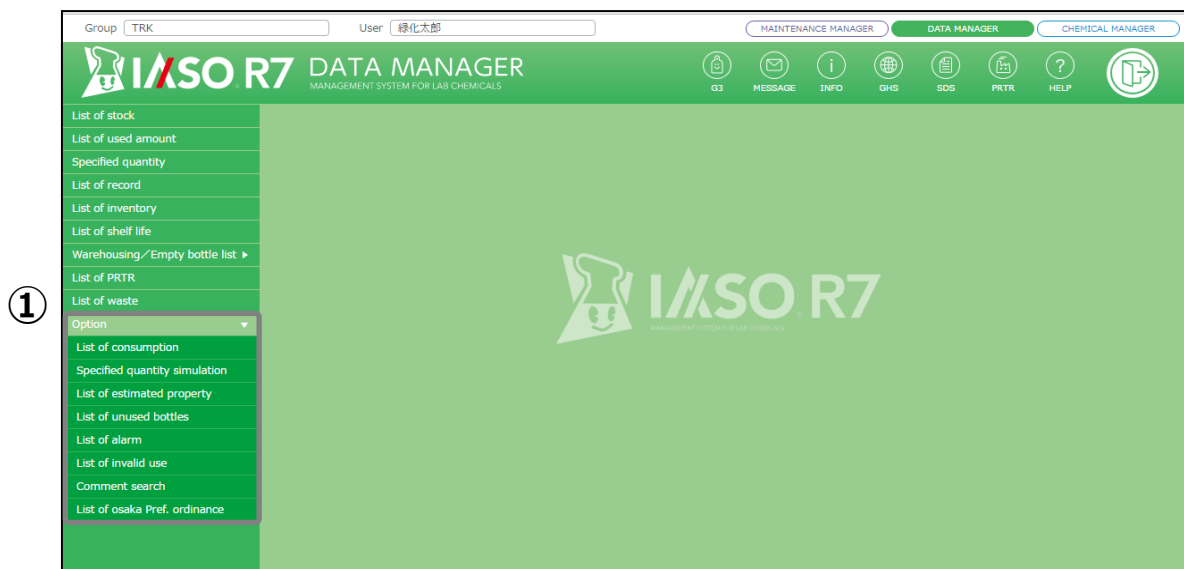 Group TRK User 緑化太郎 MAINTENANCE MANAGER DATA MANAGER CHEMICAL MANAGER
IASO R7 DATA MANAGER
MANAGEMENT SYSTEM FOR LAB CHEMICALS
G3 MESSAGE INFO GHS SDS PRTR HELP
List of stock
List of used amount
Specified quantity
List of record
List of inventory
List of shelf life
Warehousing／Empty bottle list ▶
List of PRTR
① List of waste
Option ▼
List of consumption
Specified quantity simulation
List of estimated property
List of unused bottles
List of alarm
List of invalid use
Comment search
List of osaka Pref. ordinance
IASO R7
MANAGEMENT SYSTEM FOR LAB CHEMICALS